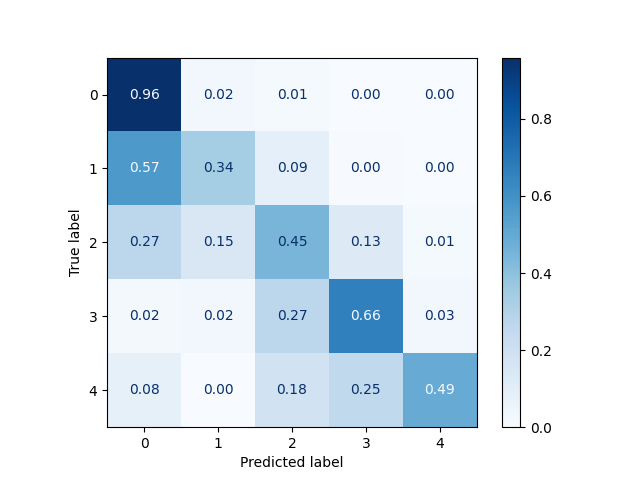 0 0.96 0.02 0.01 0.00 0.00
1 0.57 0.34 0.09 0.00 0.00
2 0.27 0.15 0.45 0.13 0.01
3 0.02 0.02 0.27 0.66 0.03
4 0.08 0.00 0.18 0.25 0.49
0 1 2 3 4
Predicted label
True label
0.8
0.6
0.4
0.2
0.0